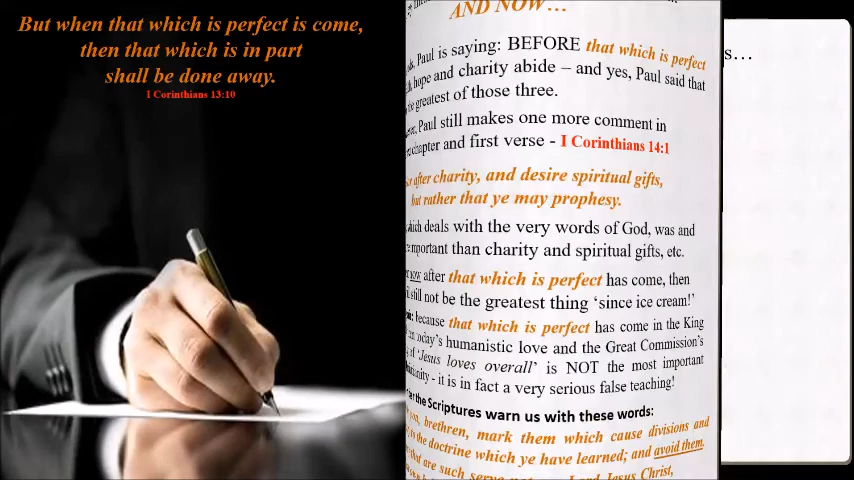 But when that which is perfect is come,
then that which is in part
shall be done away.
I Corinthians 13:10
AND NOW…
Paul is saying: BEFORE that which is perfect
hope and charity abide – and yes, Paul said that
greatest of those three.
Paul still makes one more comment in
chapter and first verse - I Corinthians 14:1
after charity, and desire spiritual gifts,
but rather that ye may prophesy.
which deals with the very words of God, was and
important than charity and spiritual gifts, etc.
now after that which is perfect has come, then
still not be the greatest thing ‘since ice cream!’
because that which is perfect has come in the King
today’s humanistic love and the Great Commission’s
of ‘Jesus loves overall’ is NOT the most important
- it is in fact a very serious false teaching!
the Scriptures warn us with these words:
brethren, mark them which cause divisions and
to the doctrine which ye have learned; and avoid them.
that are such serve Lord Jesus Christ,
s…